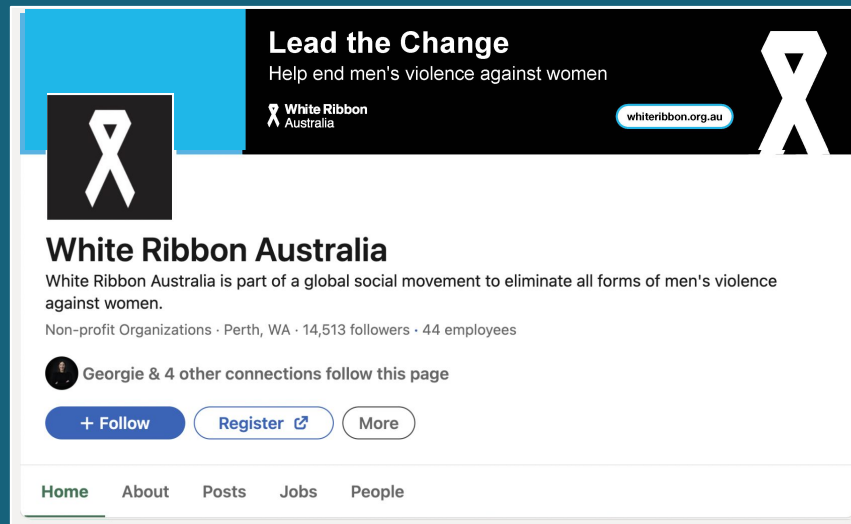 Lead the Change
Help end men's violence against women
White Ribbon
Australia
whiteribbon.org.au
White Ribbon Australia
White Ribbon Australia is part of a global social movement to eliminate all forms of men's violence
against women.
Non-profit Organizations · Perth, WA · 14,513 followers · 44 employees
Georgie & 4 other connections follow this page
+ Follow
Register
More
Home
About
Posts
Jobs
People